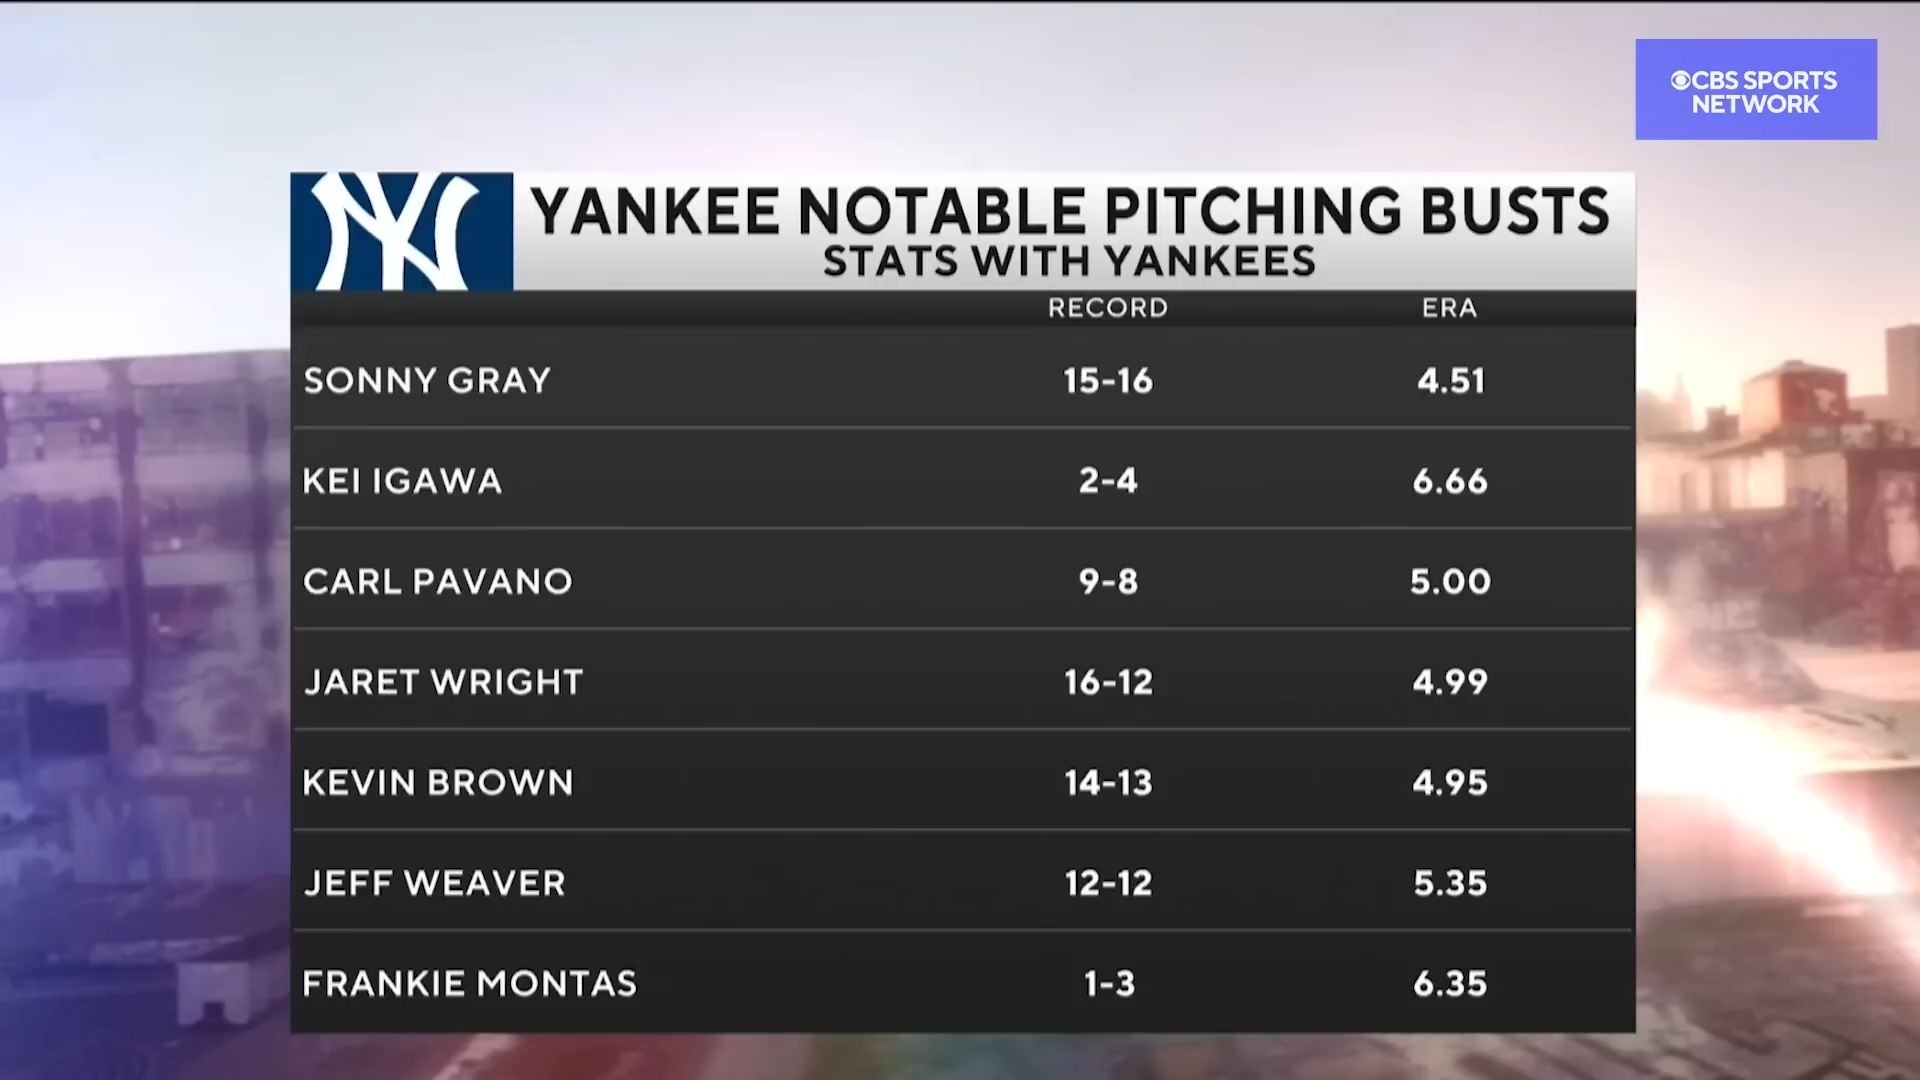 CBS SPORTS
NETWORK
NY
YANKEE NOTABLE PITCHING BUSTS
STATS WITH YANKEES
RECORD ERA
SONNY GRAY 15-16 4.51
KEI IGAWA 2-4 6.66
CARL PAVANO 9-8 5.00
JARET WRIGHT 16-12 4.99
KEVIN BROWN 14-13 4.95
JEFF WEAVER 12-12 5.35
FRANKIE MONTAS 1-3 6.35